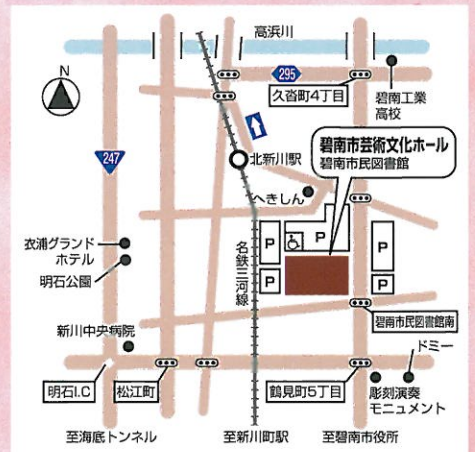 高浜川
N
295
久沓町4丁目
碧南工業
高校
247
北新川駅
碧南市芸術文化ホール
碧南市民図書館
へきしん
衣浦グランド
ホテル
明石公園
名鉄三河線
P
P
P
P
P
碧南市民図書館南
新川中央病院
ドミー
明石I.C
松江町
鶴見町5丁目
彫刻演奏
モニュメント
至海底トンネル
至新川町駅
至碧南市役所